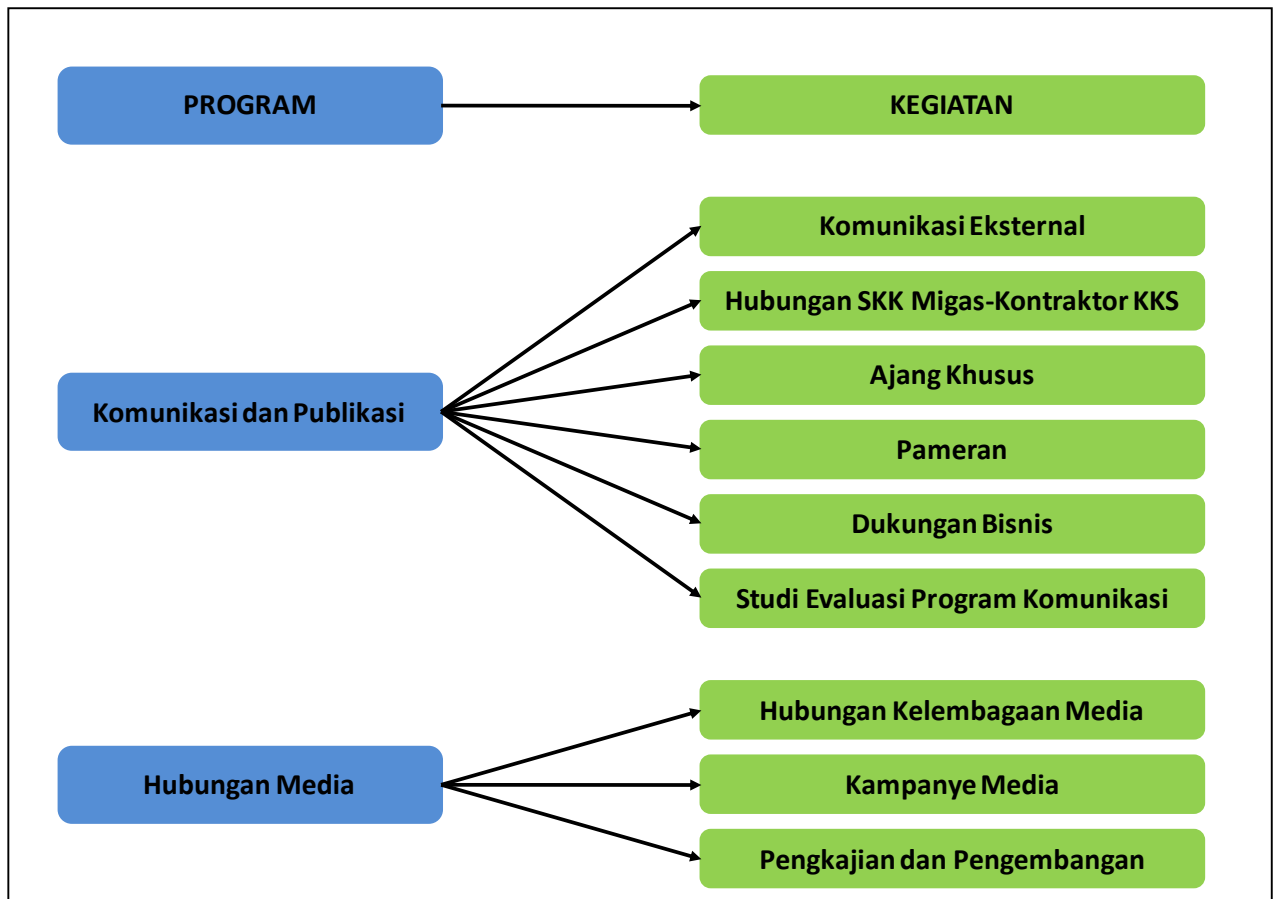 PROGRAM
KEGIATAN
Komunikasi dan Publikasi
Komunikasi Eksternal
Hubungan SKK Migas-Kontraktor KKS
Ajang Khusus
Pameran
Dukungan Bisnis
Studi Evaluasi Program Komunikasi
Hubungan Media
Hubungan Kelembagaan Media
Kampanye Media
Pengkajian dan Pengembangan